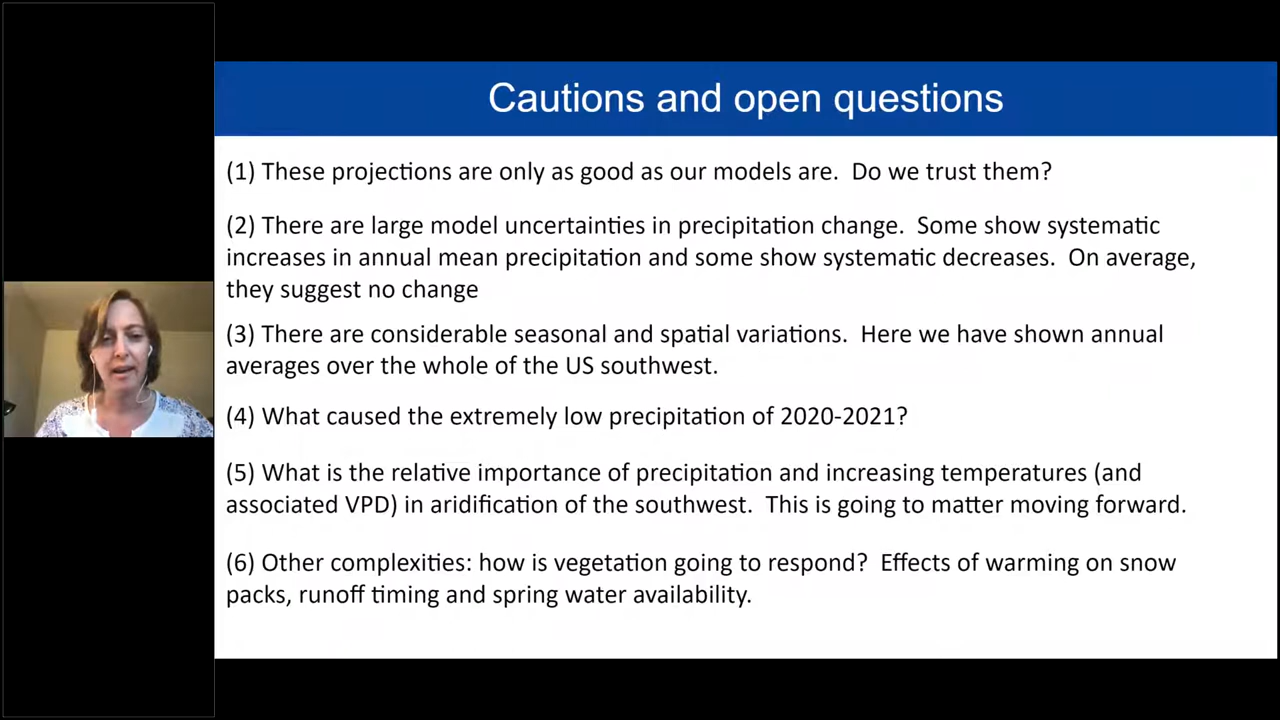 Cautions and open questions
(1) These projections are only as good as our models are.  Do we trust them?
(2) There are large model uncertainties in precipitation change.  Some show systematic
increases in annual mean precipitation and some show systematic decreases.  On average,
they suggest no change
(3) There are considerable seasonal and spatial variations.  Here we have shown annual
averages over the whole of the US southwest.
(4) What caused the extremely low precipitation of 2020-2021?
(5) What is the relative importance of precipitation and increasing temperatures (and
associated VPD) in aridification of the southwest.  This is going to matter moving forward.
(6) Other complexities: how is vegetation going to respond?  Effects of warming on snow
packs, runoff timing and spring water availability.